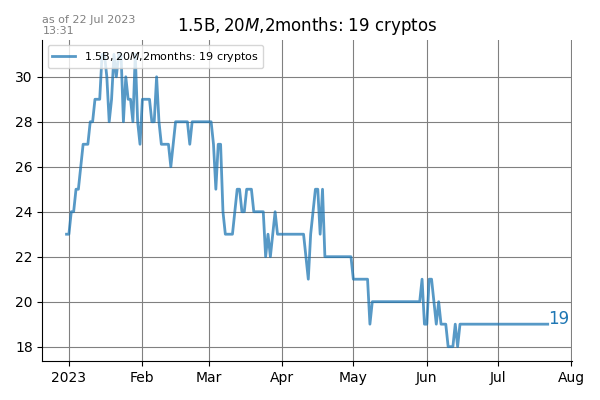 as of 22 Jul 2023
13:31
1.5B, 20M,2months: 19 cryptos
1.5B, 20M,2months: 19 cryptos
30
28
26
24
22
20
18
19
2023 Feb Mar Apr May Jun Jul Aug